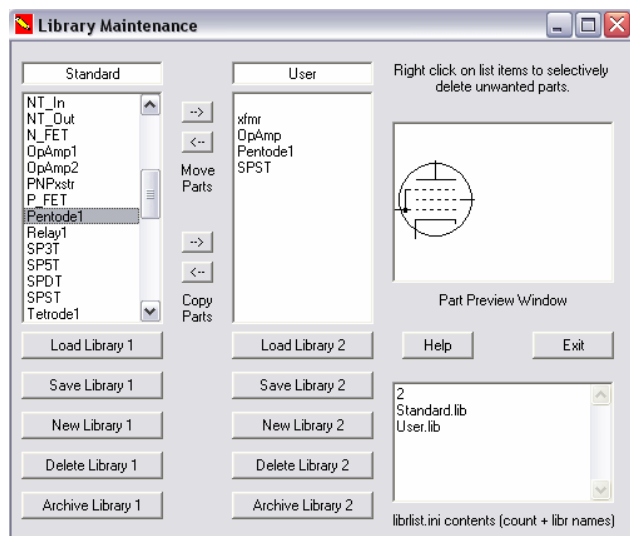 Library Maintenance
Standard
NT_In
NT_Out
N_FET
OpAmp1
OpAmp2
PNPxstr
P_FET
Pentode1
Relay1
SP3T
SP5T
SPDT
SPST
Tetrode1
-->
<--
Move
Parts
-->
<--
Copy
Parts
User
xfmr
OpAmp
Pentode1
SPST
Right click on list items to selectively
delete unwanted parts.
Part Preview Window
Load Library 1
Save Library 1
New Library 1
Delete Library 1
Archive Library 1
Load Library 2
Save Library 2
New Library 2
Delete Library 2
Archive Library 2
Help
Exit
2
Standard.lib
User.lib
librlist.ini contents (count + libr names)